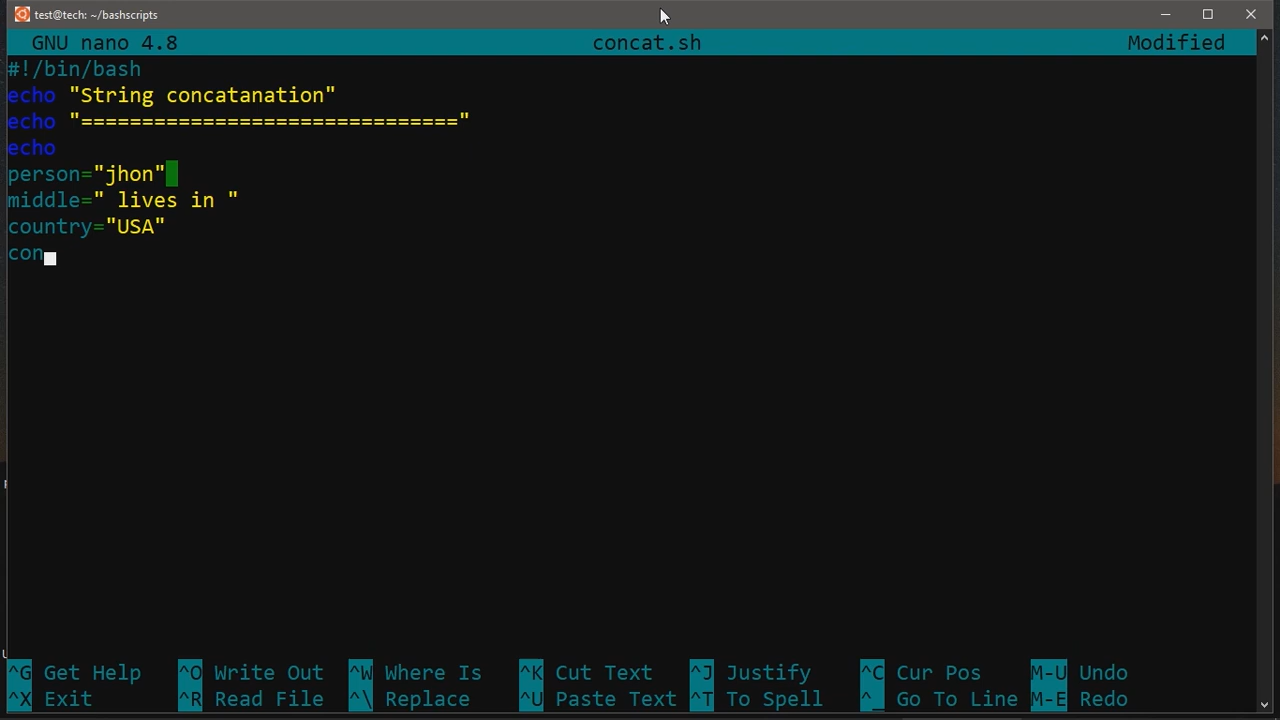 test@tech: ~/bashscripts
GNU nano 4.8 concat.sh Modified
#!/bin/bash
echo "String concatanation"
echo "==============================="
echo
person="jhon"
middle=" lives in "
country="USA"
con
^G Get Help ^O Write Out ^W Where Is ^K Cut Text ^J Justify ^C Cur Pos M-U Undo
^X Exit ^R Read File ^\ Replace ^U Paste Text ^T To Spell ^_ Go To Line M-E Redo